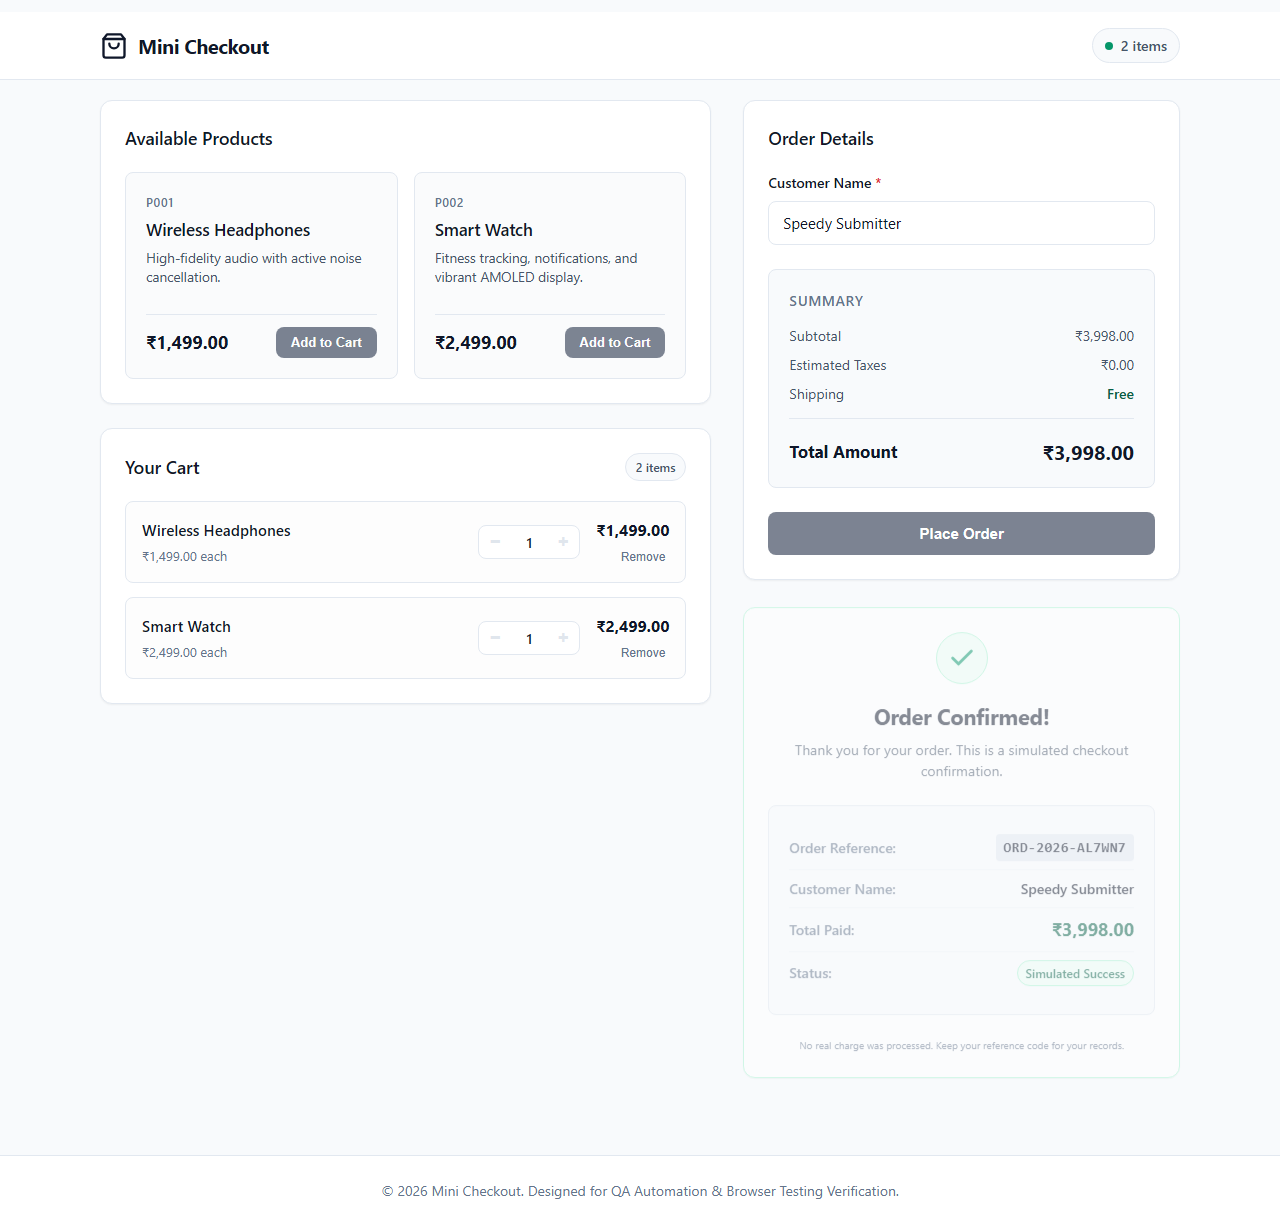 Mini Checkout
2 items
Available Products
P001
Wireless Headphones
High-fidelity audio with active noise
cancellation.
₹1,499.00
Add to Cart
P002
Smart Watch
Fitness tracking, notifications, and
vibrant AMOLED display.
₹2,499.00
Add to Cart
Your Cart
2 items
Wireless Headphones
₹1,499.00 each
− 1 +
₹1,499.00
Remove
Smart Watch
₹2,499.00 each
− 1 +
₹2,499.00
Remove
Order Details
Customer Name *
Speedy Submitter
SUMMARY
Subtotal ₹3,998.00
Estimated Taxes ₹0.00
Shipping Free
Total Amount ₹3,998.00
Place Order
Order Confirmed!
Thank you for your order. This is a simulated checkout
confirmation.
Order Reference: ORD-2026-AL7WN7
Customer Name: Speedy Submitter
Total Paid: ₹3,998.00
Status: Simulated Success
No real charge was processed. Keep your reference code for your records.
© 2026 Mini Checkout. Designed for QA Automation & Browser Testing Verification.